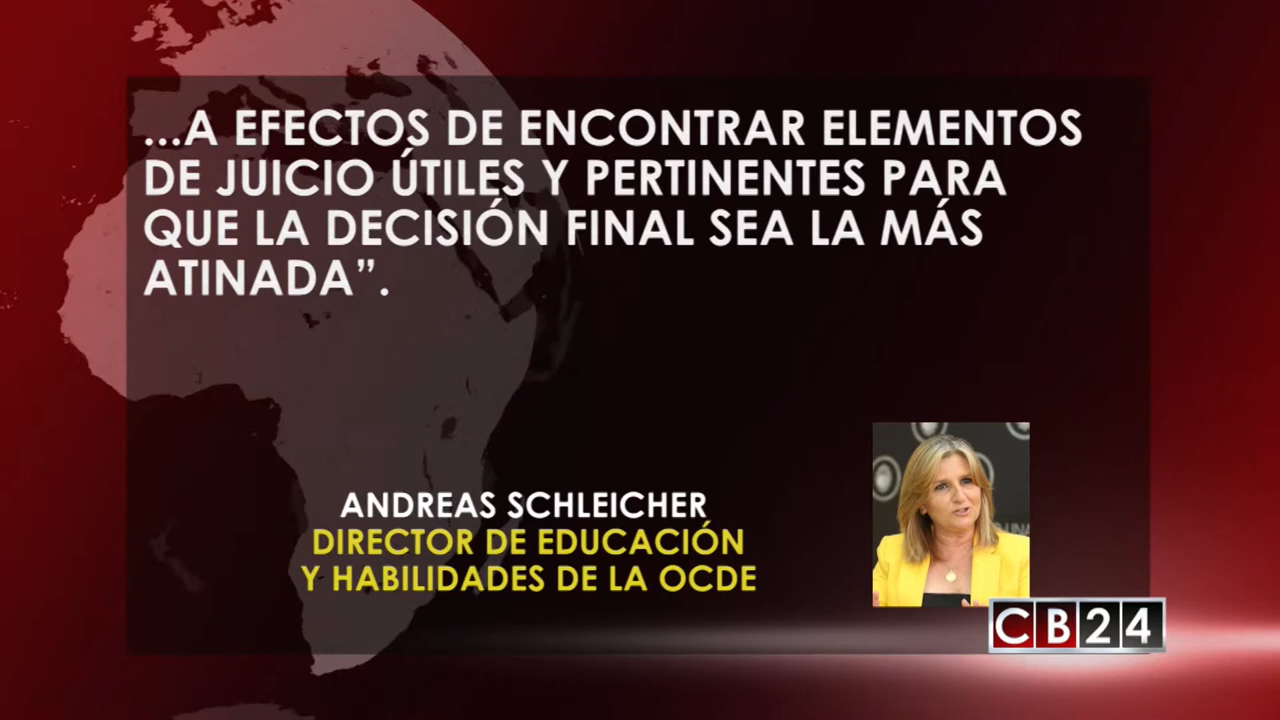 ...A EFECTOS DE ENCONTRAR ELEMENTOS
DE JUICIO ÚTILES Y PERTINENTES PARA
QUE LA DECISIÓN FINAL SEA LA MÁS
ATINADA”.
ANDREAS SCHLEICHER
DIRECTOR DE EDUCACIÓN
Y HABILIDADES DE LA OCDE
CB24